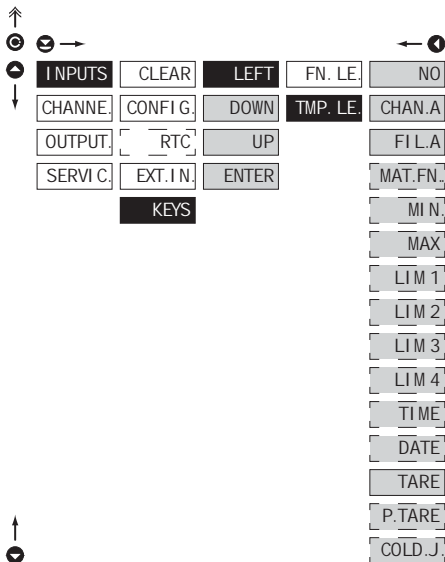 INPUTS CLEAR LEFT FN. LE. NO
CHANNE. CONFIG. DOWN TMP. LE. CHAN.A
OUTPUT. RTC UP FIL.A
SERVIC. EXT.IN. ENTER MAT.FN.
KEYS MIN.
MAX
LIM 1
LIM 2
LIM 3
LIM 4
TIME
DATE
TARE
P.TARE
COLD.J.